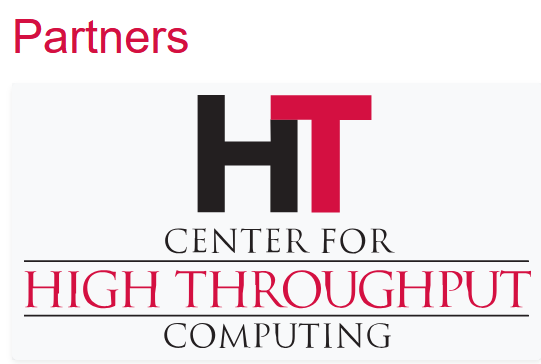 Partners
HT
CENTER FOR
HIGH THROUGHPUT
COMPUTING